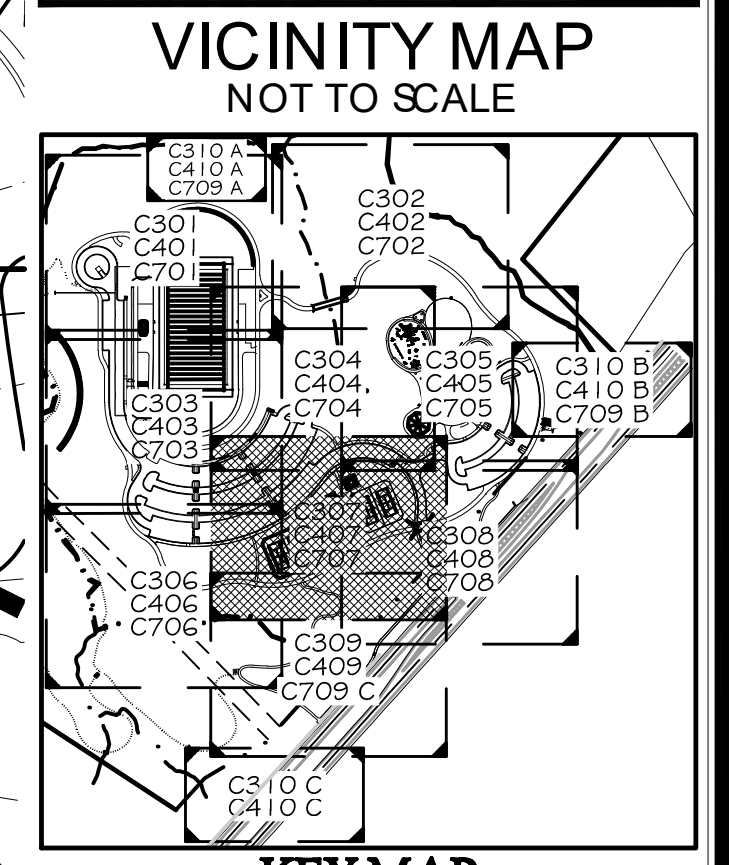 VICINITY MAP
NOT TO SCALE
C310 A
C410 A
C709 A
C301
C401
C701
C302
C402
C702
C304
C404
C704
C305
C405
C705
C310 B
C410 B
C709 B
C303
C403
C703
C307
C407
C707
C308
C408
C708
C306
C406
C706
C309
C409
C709 C
C310 C
C410 C
KEY MAP